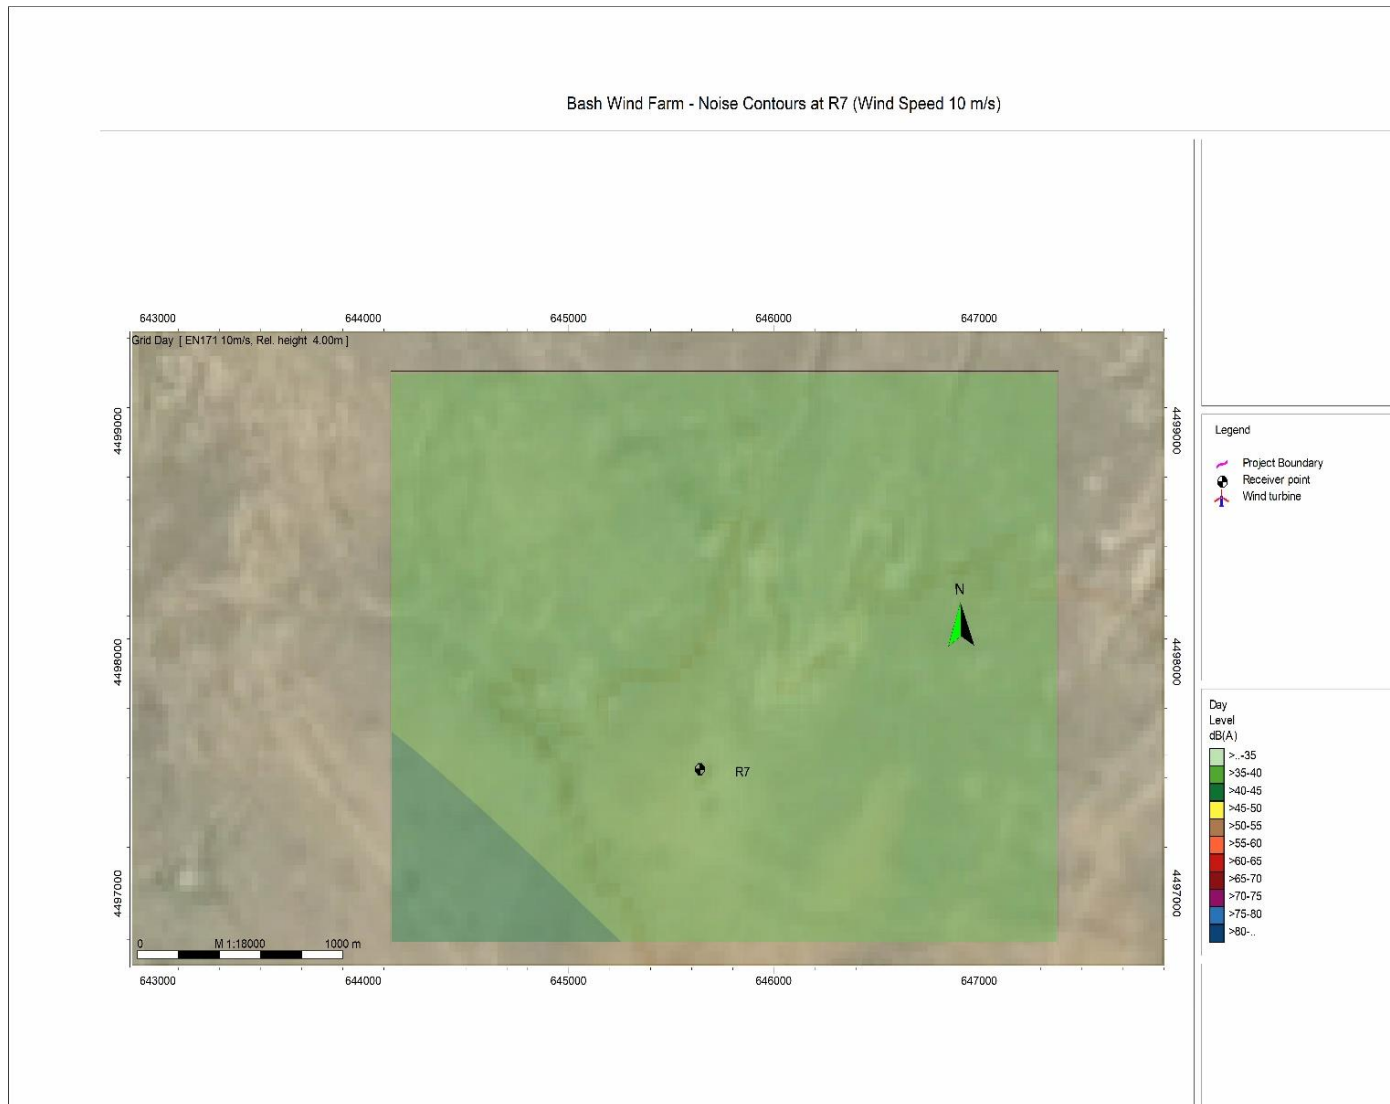 Bash Wind Farm - Noise Contours at R7 (Wind Speed 10 m/s)
643000 644000 645000 646000 647000
Grid Day [ EN171 10m/s, Rel. height 4.00m ]
4499000 4499000
4498000 4498000
4497000 4497000
N
R7
0 M 1:18000 1000 m
643000 644000 645000 646000 647000
Legend
Project Boundary
Receiver point
Wind turbine
Day
Level
dB(A)
>..-35
>35-40
>40-45
>45-50
>50-55
>55-60
>60-65
>65-70
>70-75
>75-80
>80-..